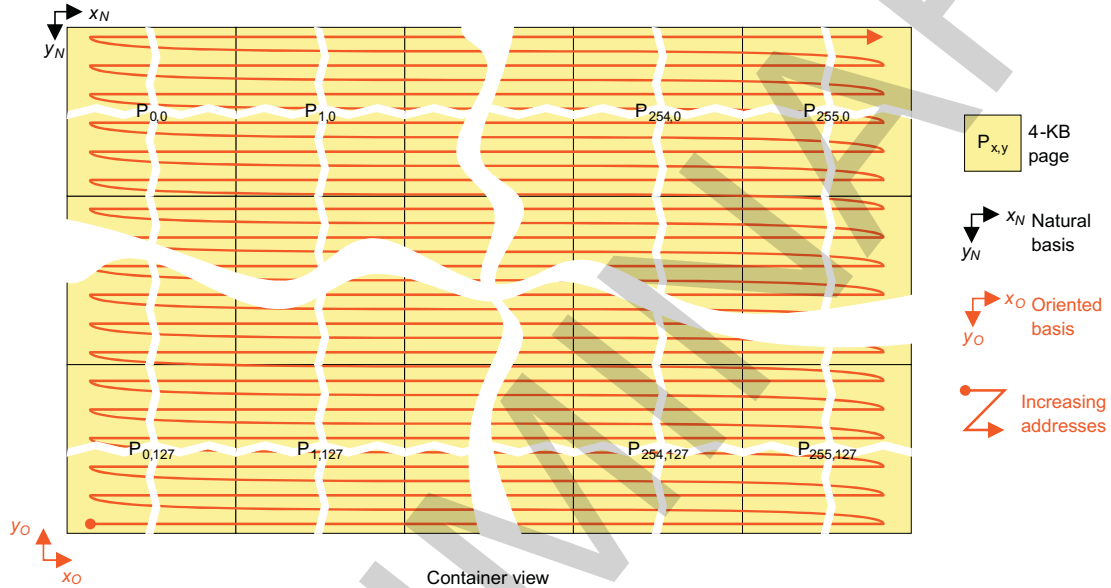 x_N
y_N
P_0,0 P_1,0 P_254,0 P_255,0
P_x,y 4-KB
page
x_N Natural
y_N basis
x_O Oriented
y_O basis
Increasing
addresses
P_0,127 P_1,127 P_254,127 P_255,127
y_O
x_O
Container view